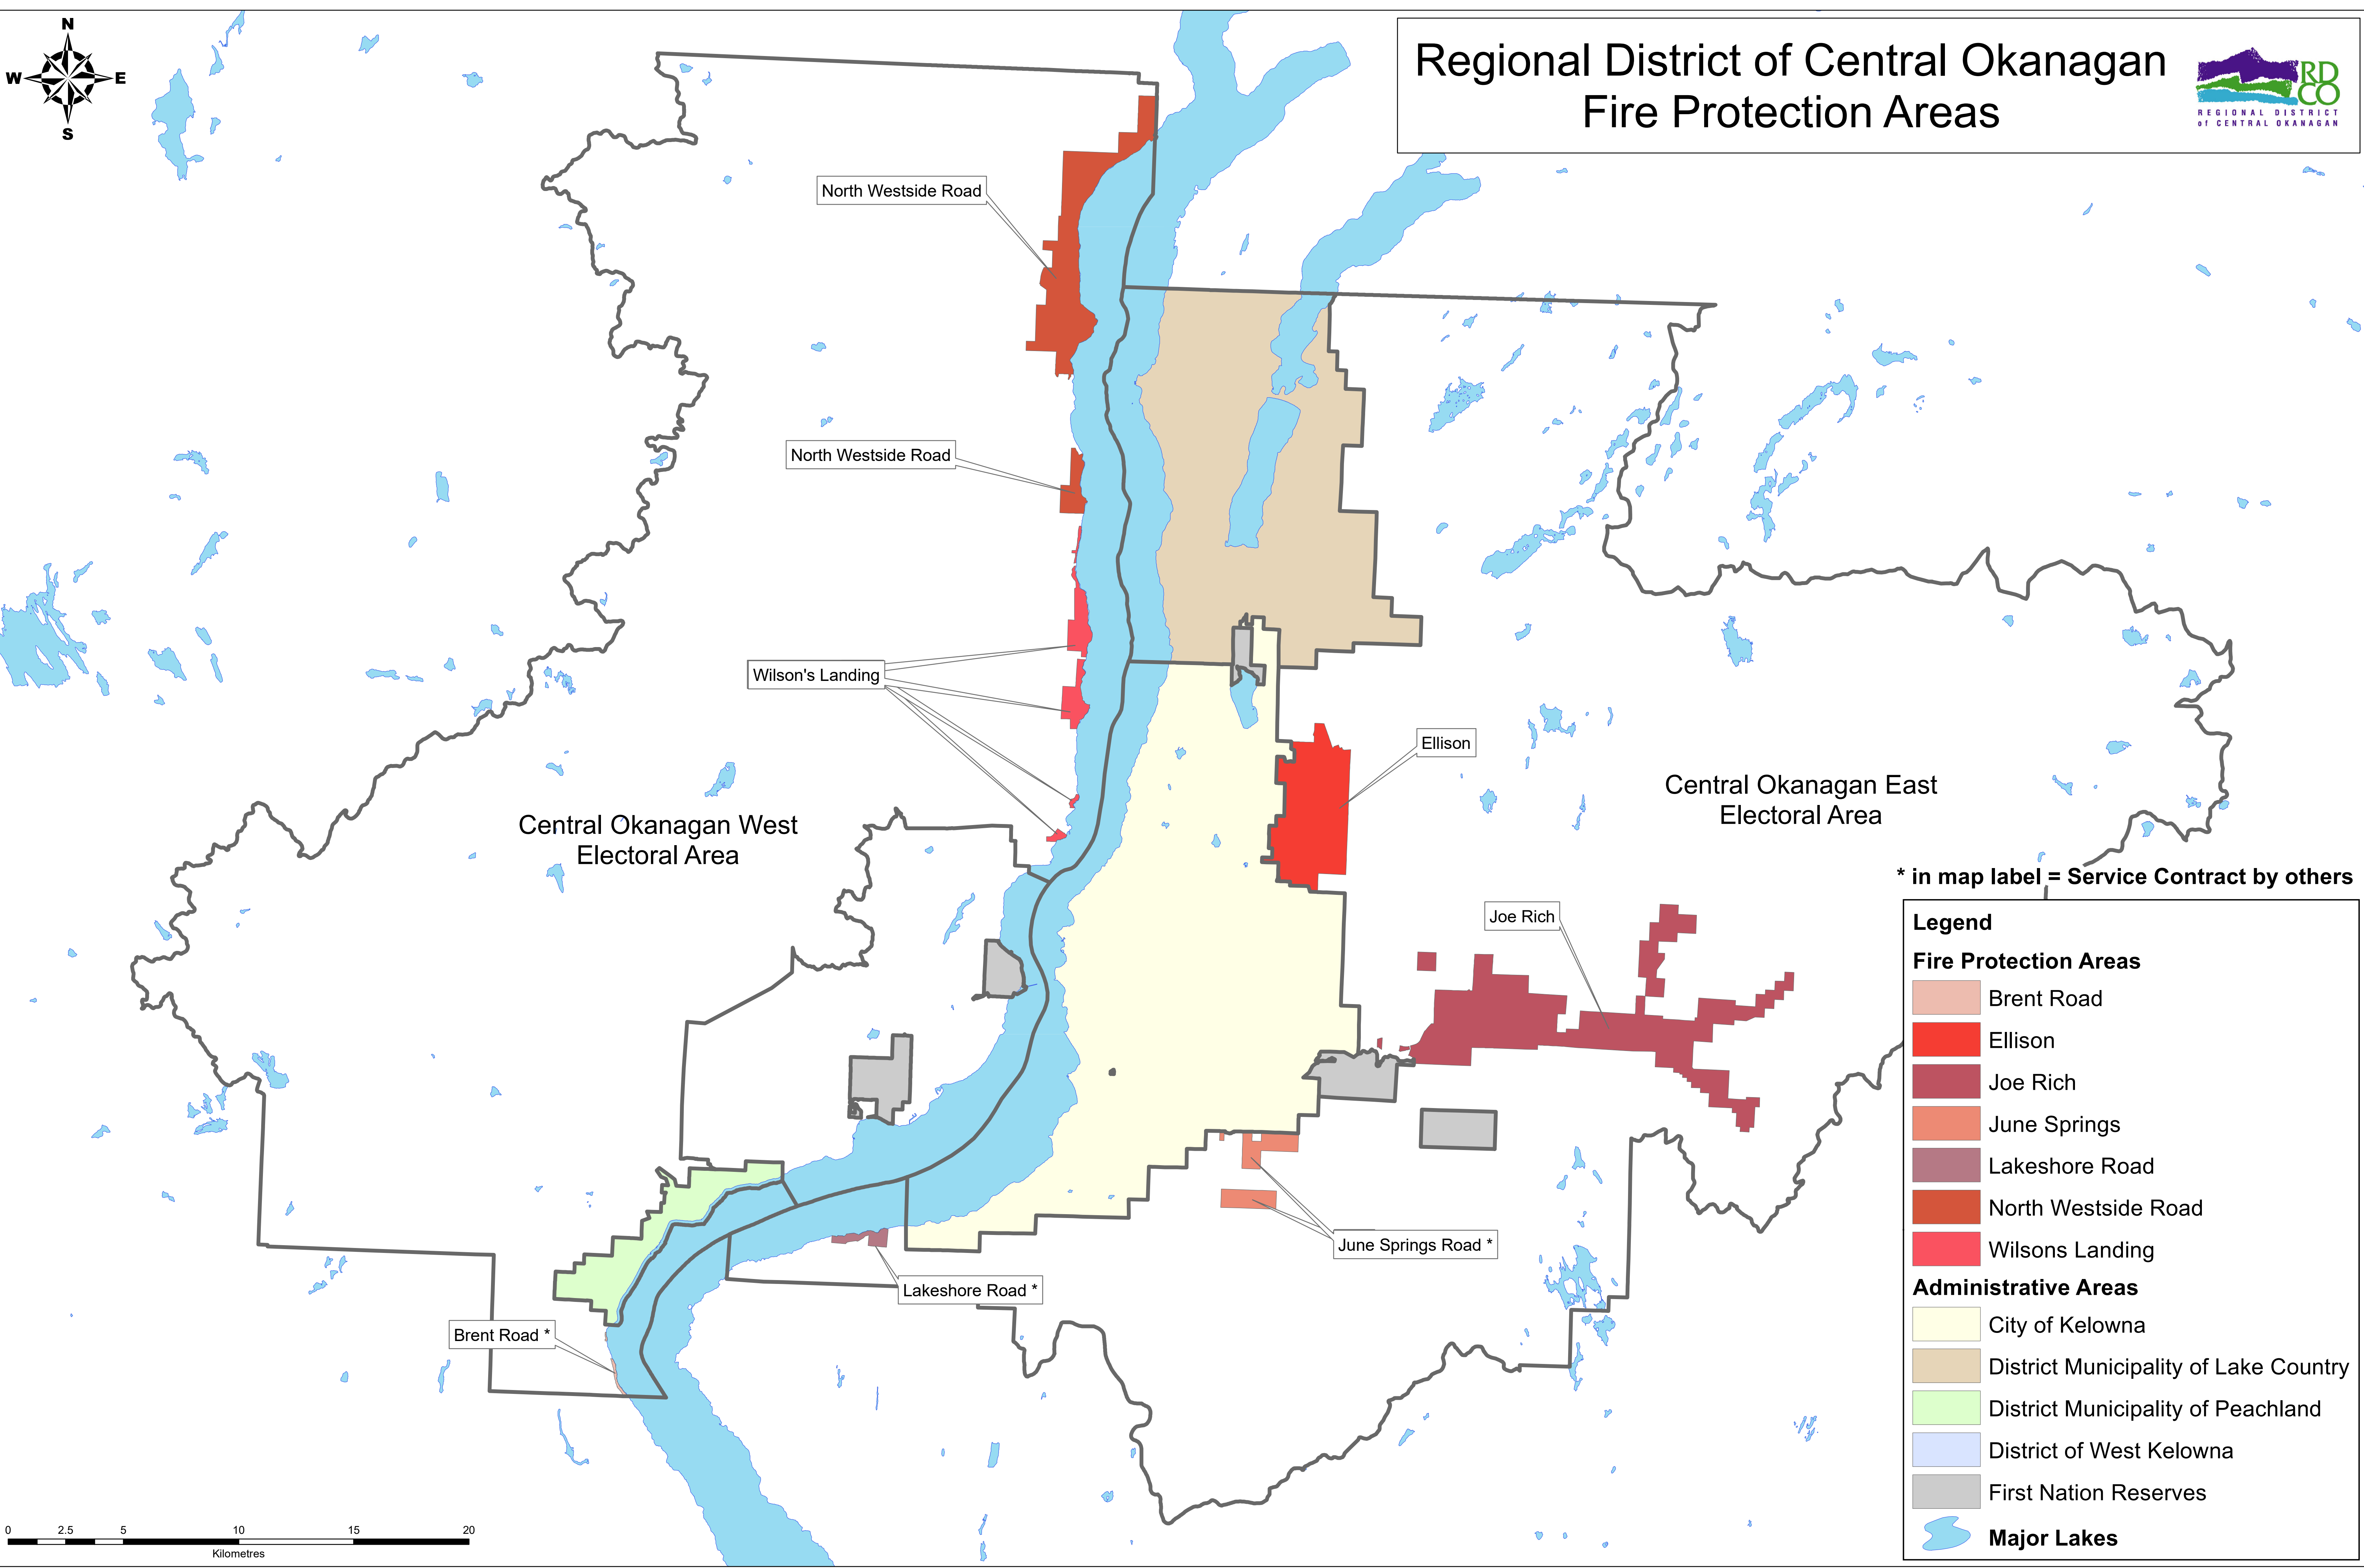 N
W
E
S
Regional District of Central Okanagan
Fire Protection Areas
RD
CO
REGIONAL DISTRICT
of CENTRAL OKANAGAN
North Westside Road
North Westside Road
Wilson's Landing
Ellison
Central Okanagan East
Electoral Area
Central Okanagan West
Electoral Area
* in map label = Service Contract by others
Joe Rich
June Springs Road *
Lakeshore Road *
Brent Road *
Legend
Fire Protection Areas
Brent Road
Ellison
Joe Rich
June Springs
Lakeshore Road
North Westside Road
Wilsons Landing
Administrative Areas
City of Kelowna
District Municipality of Lake Country
District Municipality of Peachland
District of West Kelowna
First Nation Reserves
Major Lakes
0 2.5 5 10 15 20
Kilometres